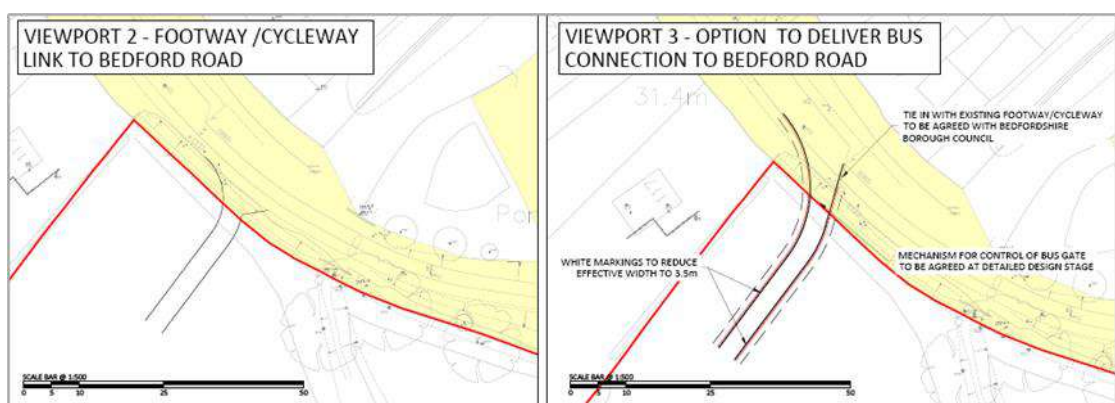 VIEWPORT 2 - FOOTWAY /CYCLEWAY
LINK TO BEDFORD ROAD
SCALE BAR @ 1:500
0 5 10 25 50
VIEWPORT 3 - OPTION TO DELIVER BUS
CONNECTION TO BEDFORD ROAD
31.4m
TIE IN WITH EXISTING FOOTWAY/CYCLEWAY
TO BE AGREED WITH BEDFORDSHIRE
BOROUGH COUNCIL
WHITE MARKINGS TO REDUCE
EFFECTIVE WIDTH TO 3.5m
MECHANISM FOR CONTROL OF BUS GATE
TO BE AGREED AT DETAILED DESIGN STAGE
SCALE BAR @ 1:500
0 5 10 25 50